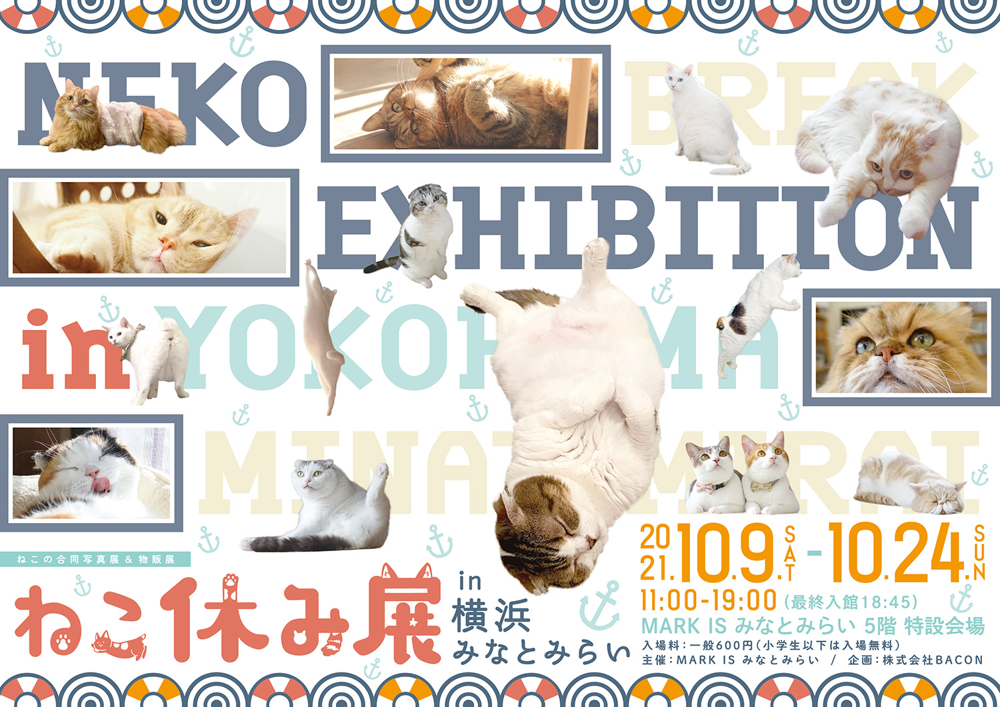 NEKO BREAK
EXHIBITION
in YOKOHAMA
MINATOMIRAI
ねこの合同写真展 & 物販展
ねこ休み展
in
横浜
みなとみらい
2021.10.9.SAT-10.24.SUN
11:00-19:00(最終入館18:45)
MARK IS みなとみらい 5階 特設会場
入場料:一般600円(小学生以下は入場無料)
主催:MARK IS みなとみらい / 企画:株式会社BACON